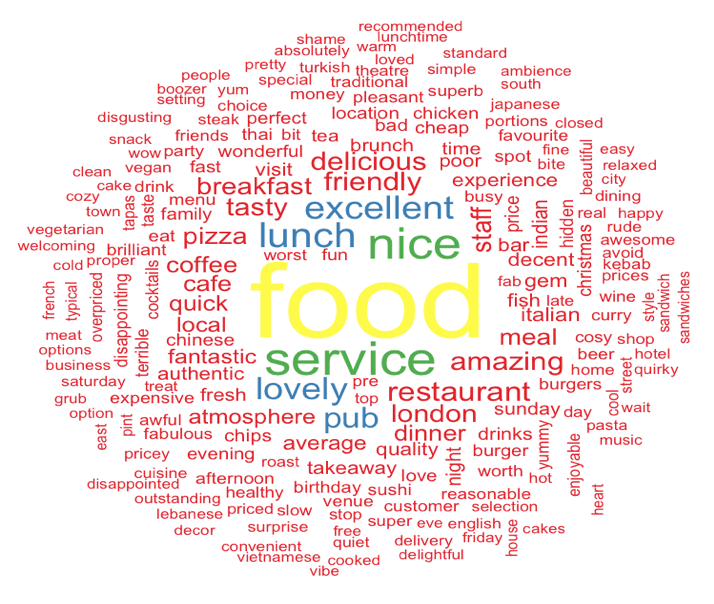 recommended
shame lunchtime
absolutely warm
pretty turkish theatre loved standard
people special traditional simple ambience
boozer yum money pleasant superb south
setting choice location chicken japanese
disgusting steak perfect bad cheap portions closed
snack friends thai bit tea brunch time favourite
wow party wonderful delicious poor spot fine easy
clean vegan fast visit bite beautiful relaxed
cake drink breakfast friendly experience city
cozy menu tasty excellent busy dining
town tapas taste family staff price indian hidden real happy
vegetarian eat pizza lunch nice bar christmas rude
welcoming brilliant worst fun decent awesome
cold proper coffee avoid
french typical overpriced disappointing cocktails cafe food fab gem kebab
quick fish late prices
local italian wine style sandwich sandwiches
meat terrible chinese service meal curry
options fantastic cosy shop
business authentic amazing beer hotel
saturday treat lovely pre home street quirky
grub expensive fresh top restaurant burgers
option awful atmosphere pub london sunday day cool wait
east pint fabulous chips average dinner drinks pasta
pricey evening quality burger yummy music
cuisine roast takeaway love night worth hot enjoyable
disappointed afternoon birthday sushi reasonable heart
outstanding healthy venue customer selection
lebanese priced slow stop super eve english house cakes
decor surprise free friday
convenient quiet delivery
vietnamese cooked delightful
vibe